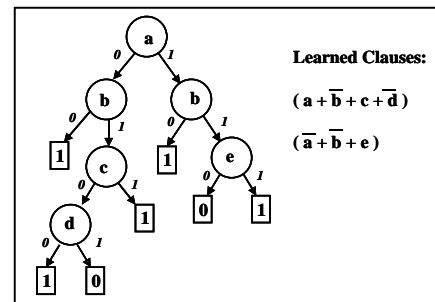 a
0 1
b b
0 1 0 1
1 c 1 e
0 1 0 1
d 1 0 1
0 1
1 0
Learned Clauses:
( a + b̅ + c + d̅ )
( a̅ + b̅ + e )